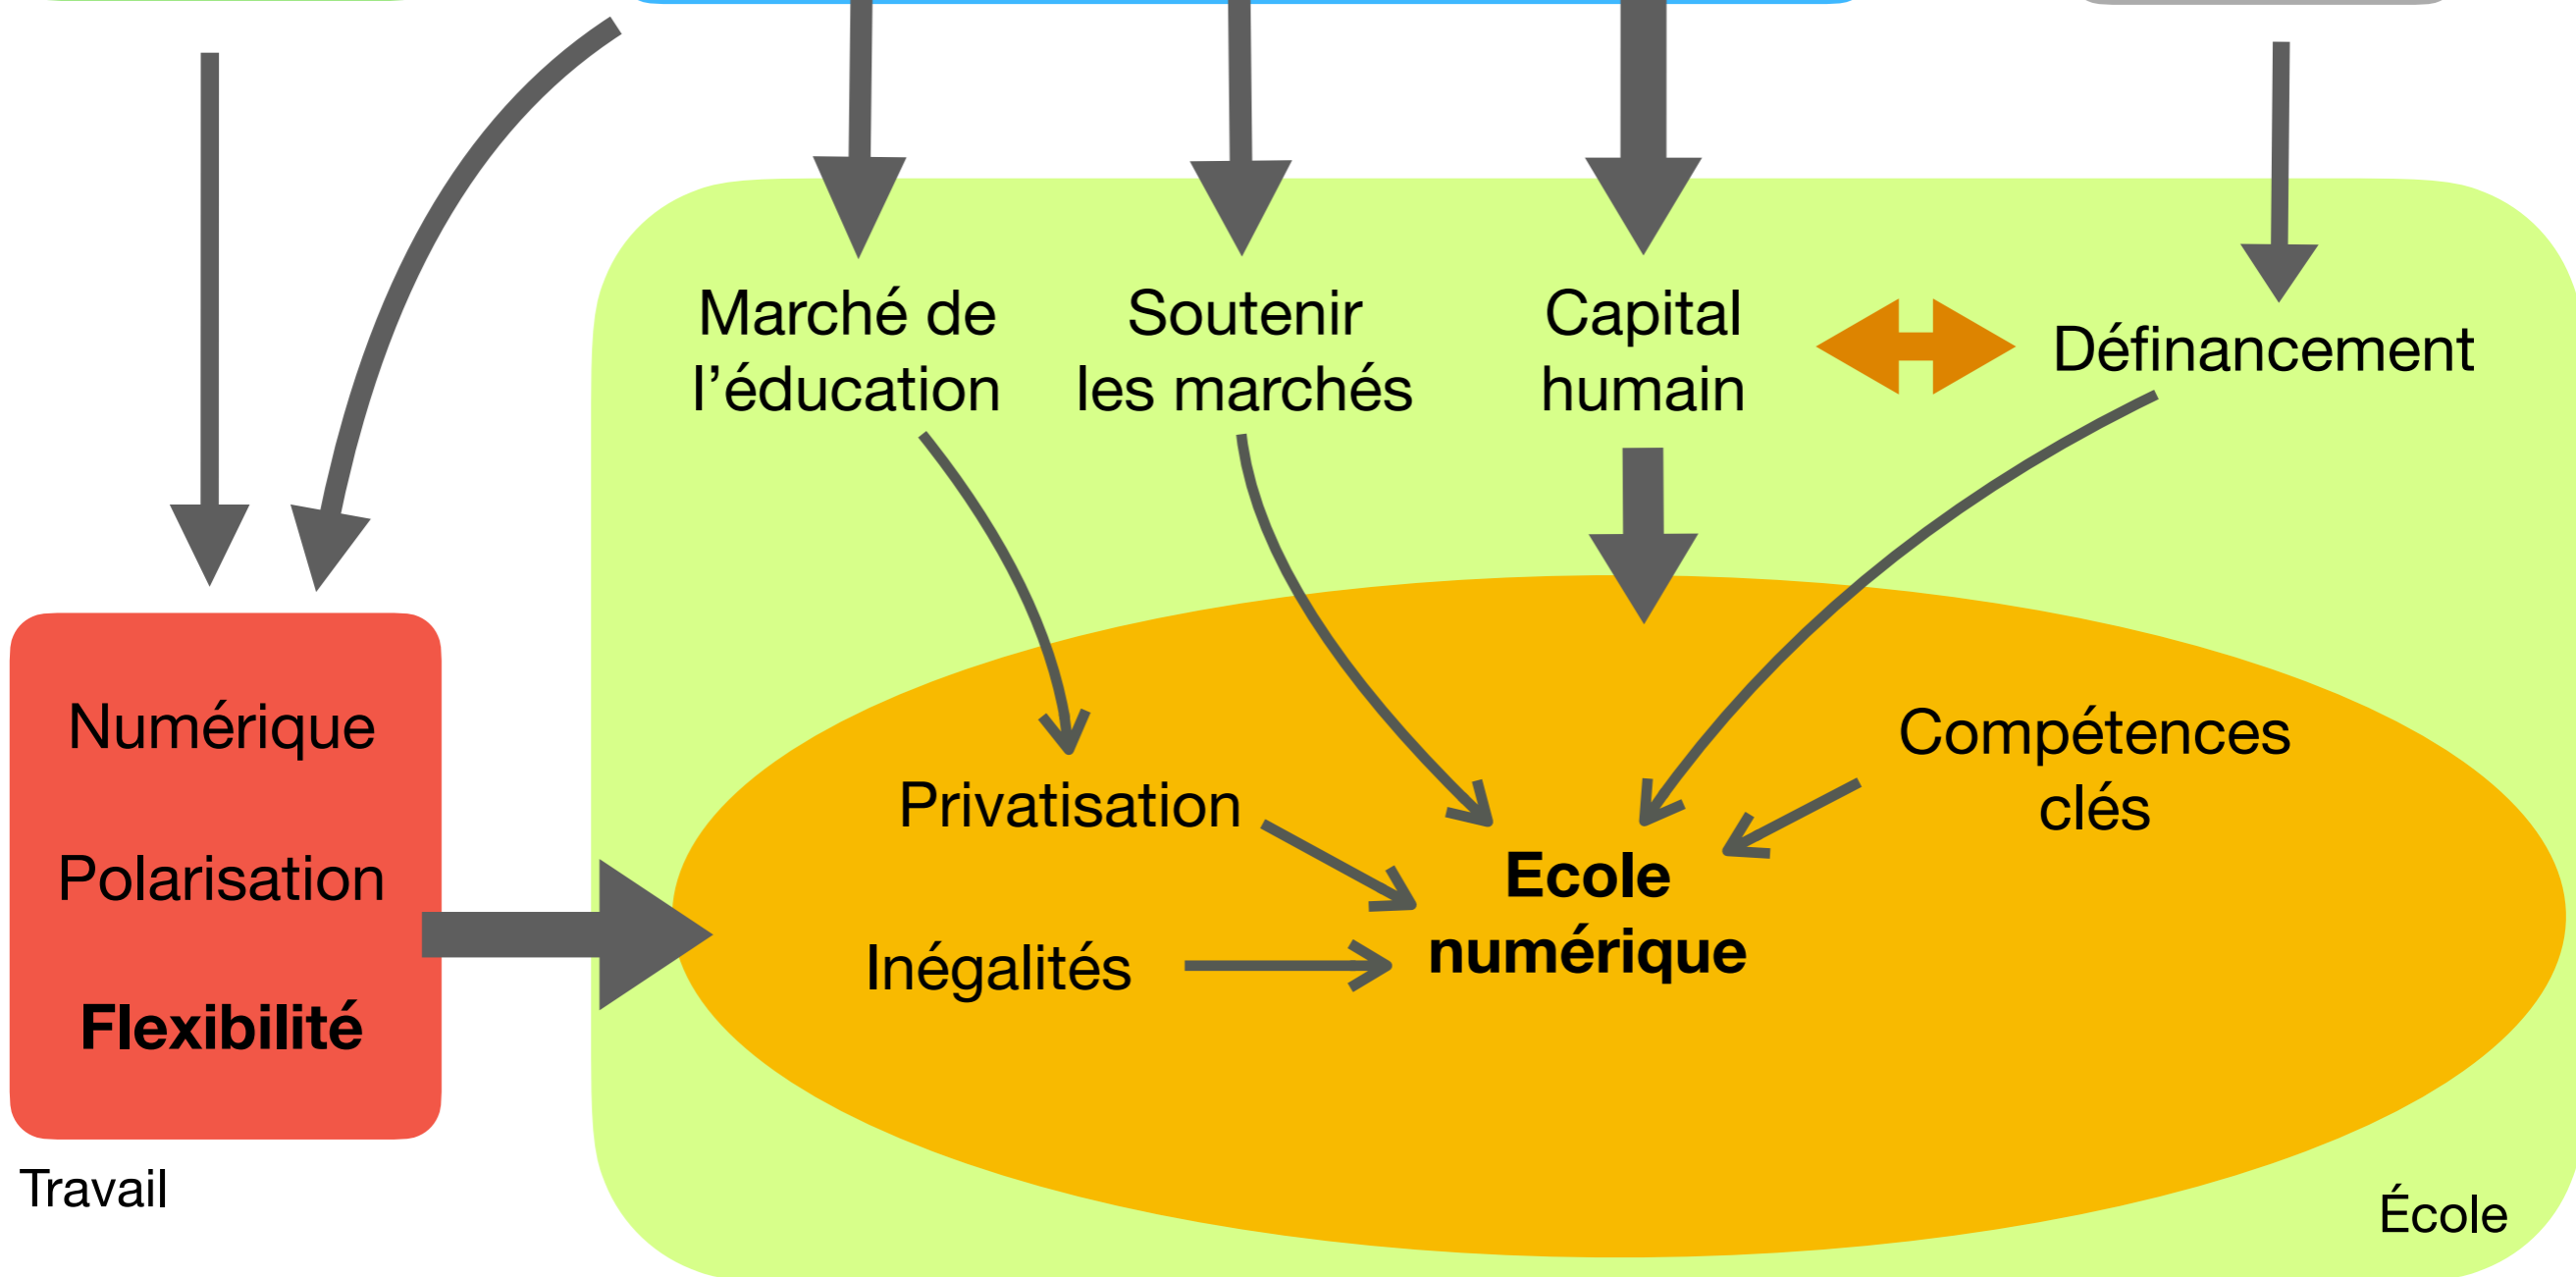 Marché de
l’éducation
Soutenir
les marchés
Capital
humain
Définancement
Numérique
Polarisation
Flexibilité
Travail
Privatisation
Inégalités
Compétences
clés
Ecole
numérique
École